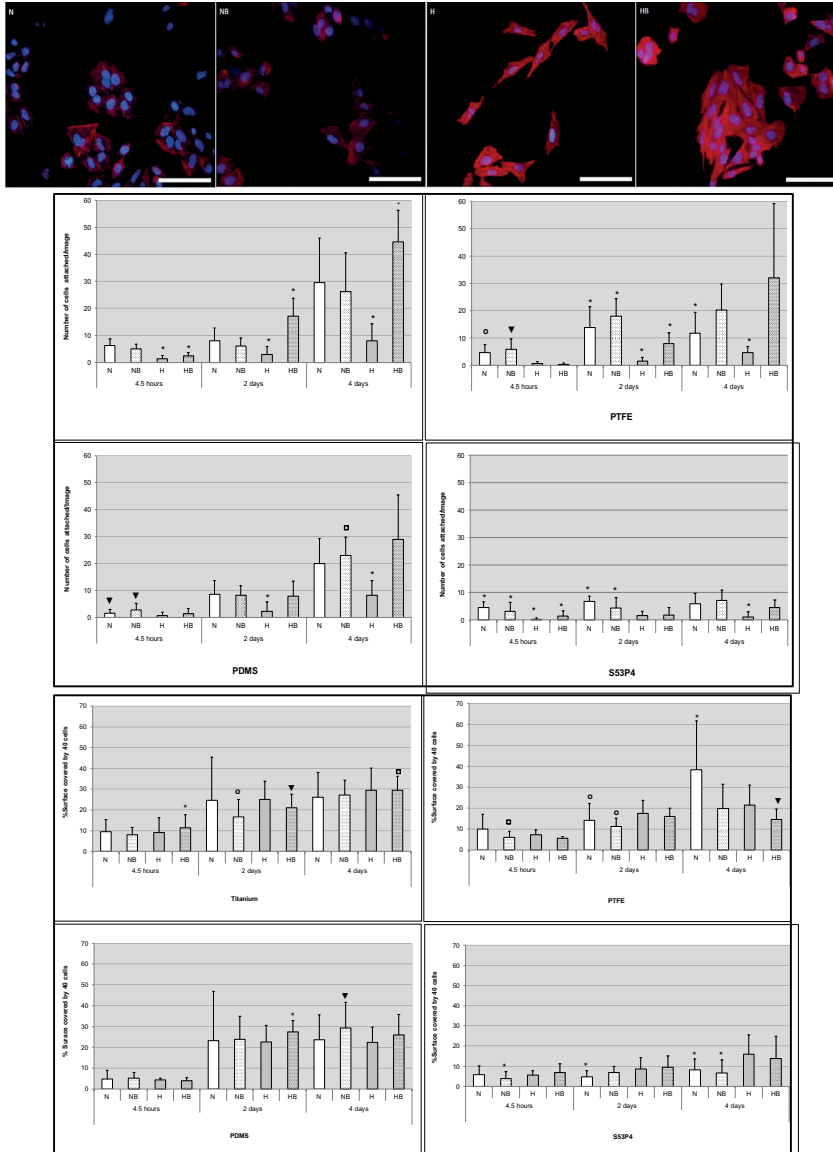 N NB H HB
Number of cells attached/image
60
50
40
30
20
10
0
* * * * *
N NB H HB N NB H HB N NB H HB
4.5 hours 2 days 4 days
Number of cells attached/image
60
50
40
30
20
10
0
* * * * * *
N NB H HB N NB H HB N NB H HB
4.5 hours 2 days 4 days
PTFE
Number of cells attached/image
60
50
40
30
20
10
0
* *
N NB H HB N NB H HB N NB H HB
4.5 hours 2 days 4 days
PDMS
Number of cells attached/image
60
50
40
30
20
10
0
* * * * * * *
N NB H HB N NB H HB N NB H HB
4.5 hours 2 days 4 days
S53P4
%Surface covered by 40 cells
70
60
50
40
30
20
10
0
*
N NB H HB N NB H HB N NB H HB
4.5 hours 2 days 4 days
Titanium
%Surface covered by 40 cells
70
60
50
40
30
20
10
0
*
N NB H HB N NB H HB N NB H HB
4.5 hours 2 days 4 days
PTFE
% Surace covered by 40 cells
70
60
50
40
30
20
10
0
*
N NB H HB N NB H HB N NB H HB
4.5 hours 2 days 4 days
PDMS
%Surface covered by 40 cells
70
60
50
40
30
20
10
0
* * * *
N NB H HB N NB H HB N NB H HB
4.5 hours 2 days 4 days
S53P4